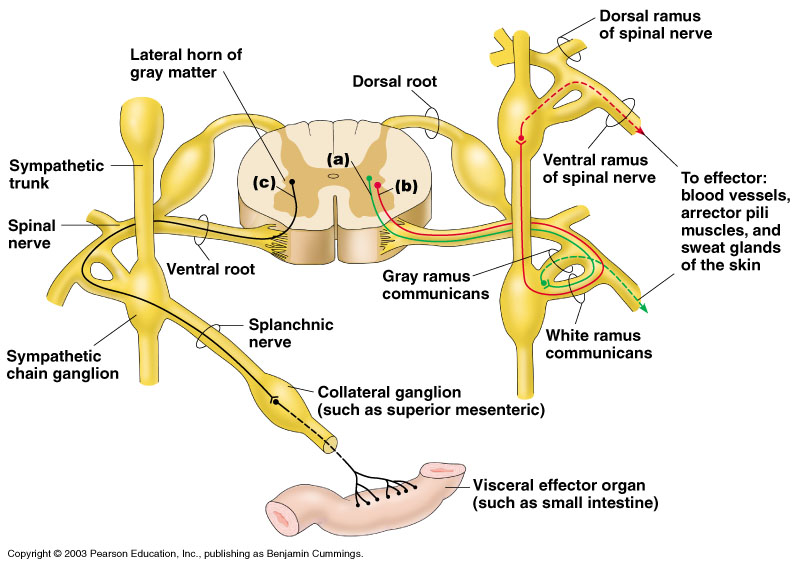 Dorsal ramus
of spinal nerve
Lateral horn of
gray matter
Dorsal root
(a)
(b)
(c)
Sympathetic
trunk
Spinal
nerve
Ventral root
Ventral ramus
of spinal nerve
To effector:
blood vessels,
arrector pili
muscles, and
sweat glands
of the skin
Gray ramus
communicans
White ramus
communicans
Splanchnic
nerve
Sympathetic
chain ganglion
Collateral ganglion
(such as superior mesenteric)
Visceral effector organ
(such as small intestine)
Copyright © 2003 Pearson Education, Inc., publishing as Benjamin Cummings.